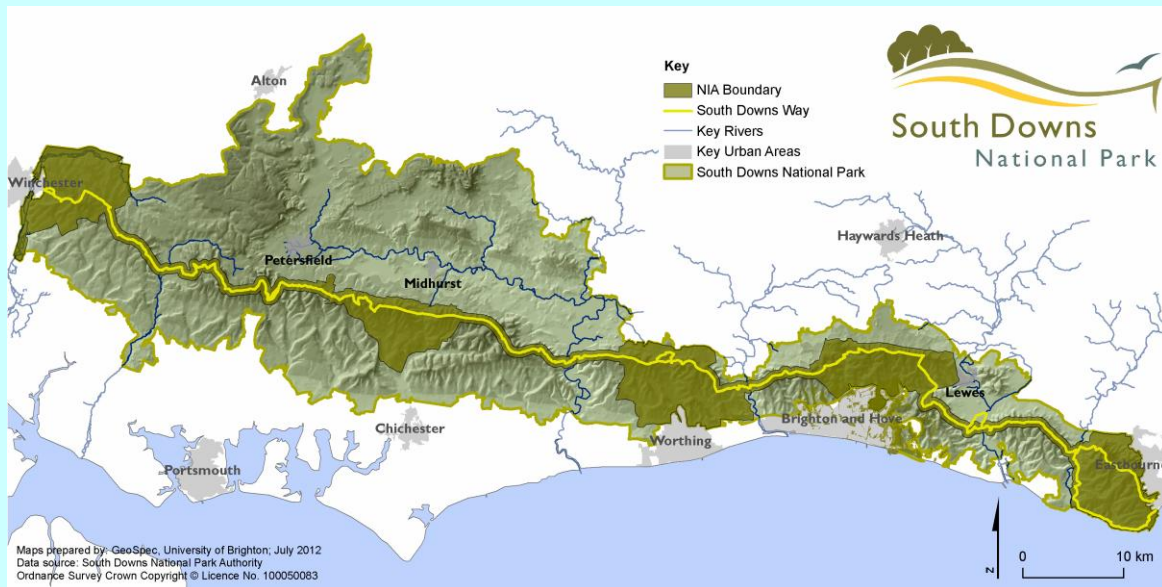 Key
NIA Boundary
South Downs Way
Key Rivers
Key Urban Areas
South Downs National Park
South Downs
National Park
Alton
Winchester
Petersfield
Midhurst
Haywards Heath
Lewes
Brighton and Hove
Worthing
Chichester
Portsmouth
Eastbourne
Maps prepared by: GeoSpec, University of Brighton; July 2012
Data source: South Downs National Park Authority
Ordnance Survey Crown Copyright © Licence No. 100050083
z
0 10 km